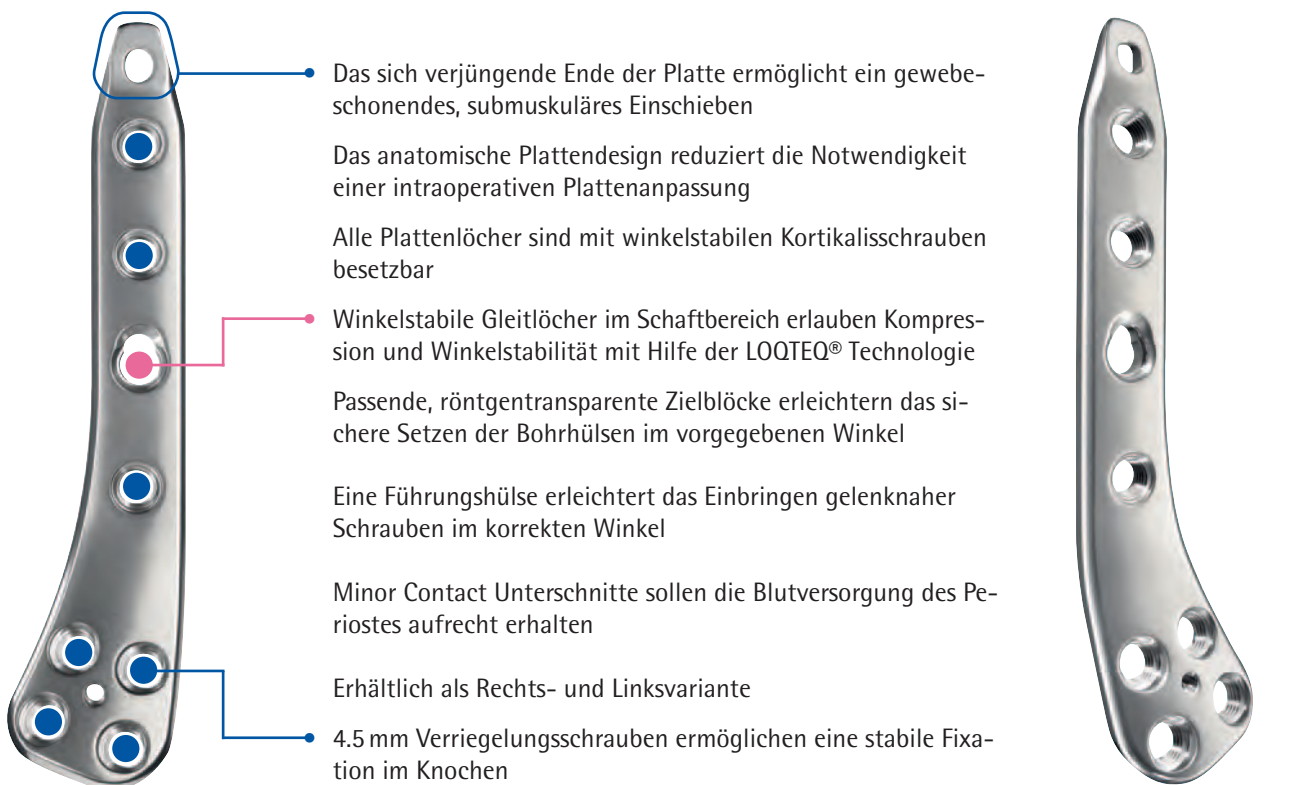 Das sich verjüngende Ende der Platte ermöglicht ein gewebe-
schonendes, submuskuläres Einschieben
Das anatomische Plattendesign reduziert die Notwendigkeit
einer intraoperativen Plattenanpassung
Alle Plattenlöcher sind mit winkelstabilen Kortikalisschrauben
besetzbar
Winkelstabile Gleitlöcher im Schaftbereich erlauben Kompres-
sion und Winkelstabilität mit Hilfe der LOQTEQ® Technologie
Passende, röntgentransparente Zielblöcke erleichtern das si-
chere Setzen der Bohrhülsen im vorgegebenen Winkel
Eine Führungshülse erleichtert das Einbringen gelenknaher
Schrauben im korrekten Winkel
Minor Contact Unterschnitte sollen die Blutversorgung des Pe-
riostes aufrecht erhalten
Erhältlich als Rechts- und Linksvariante
4.5 mm Verriegelungsschrauben ermöglichen eine stabile Fixa-
tion im Knochen